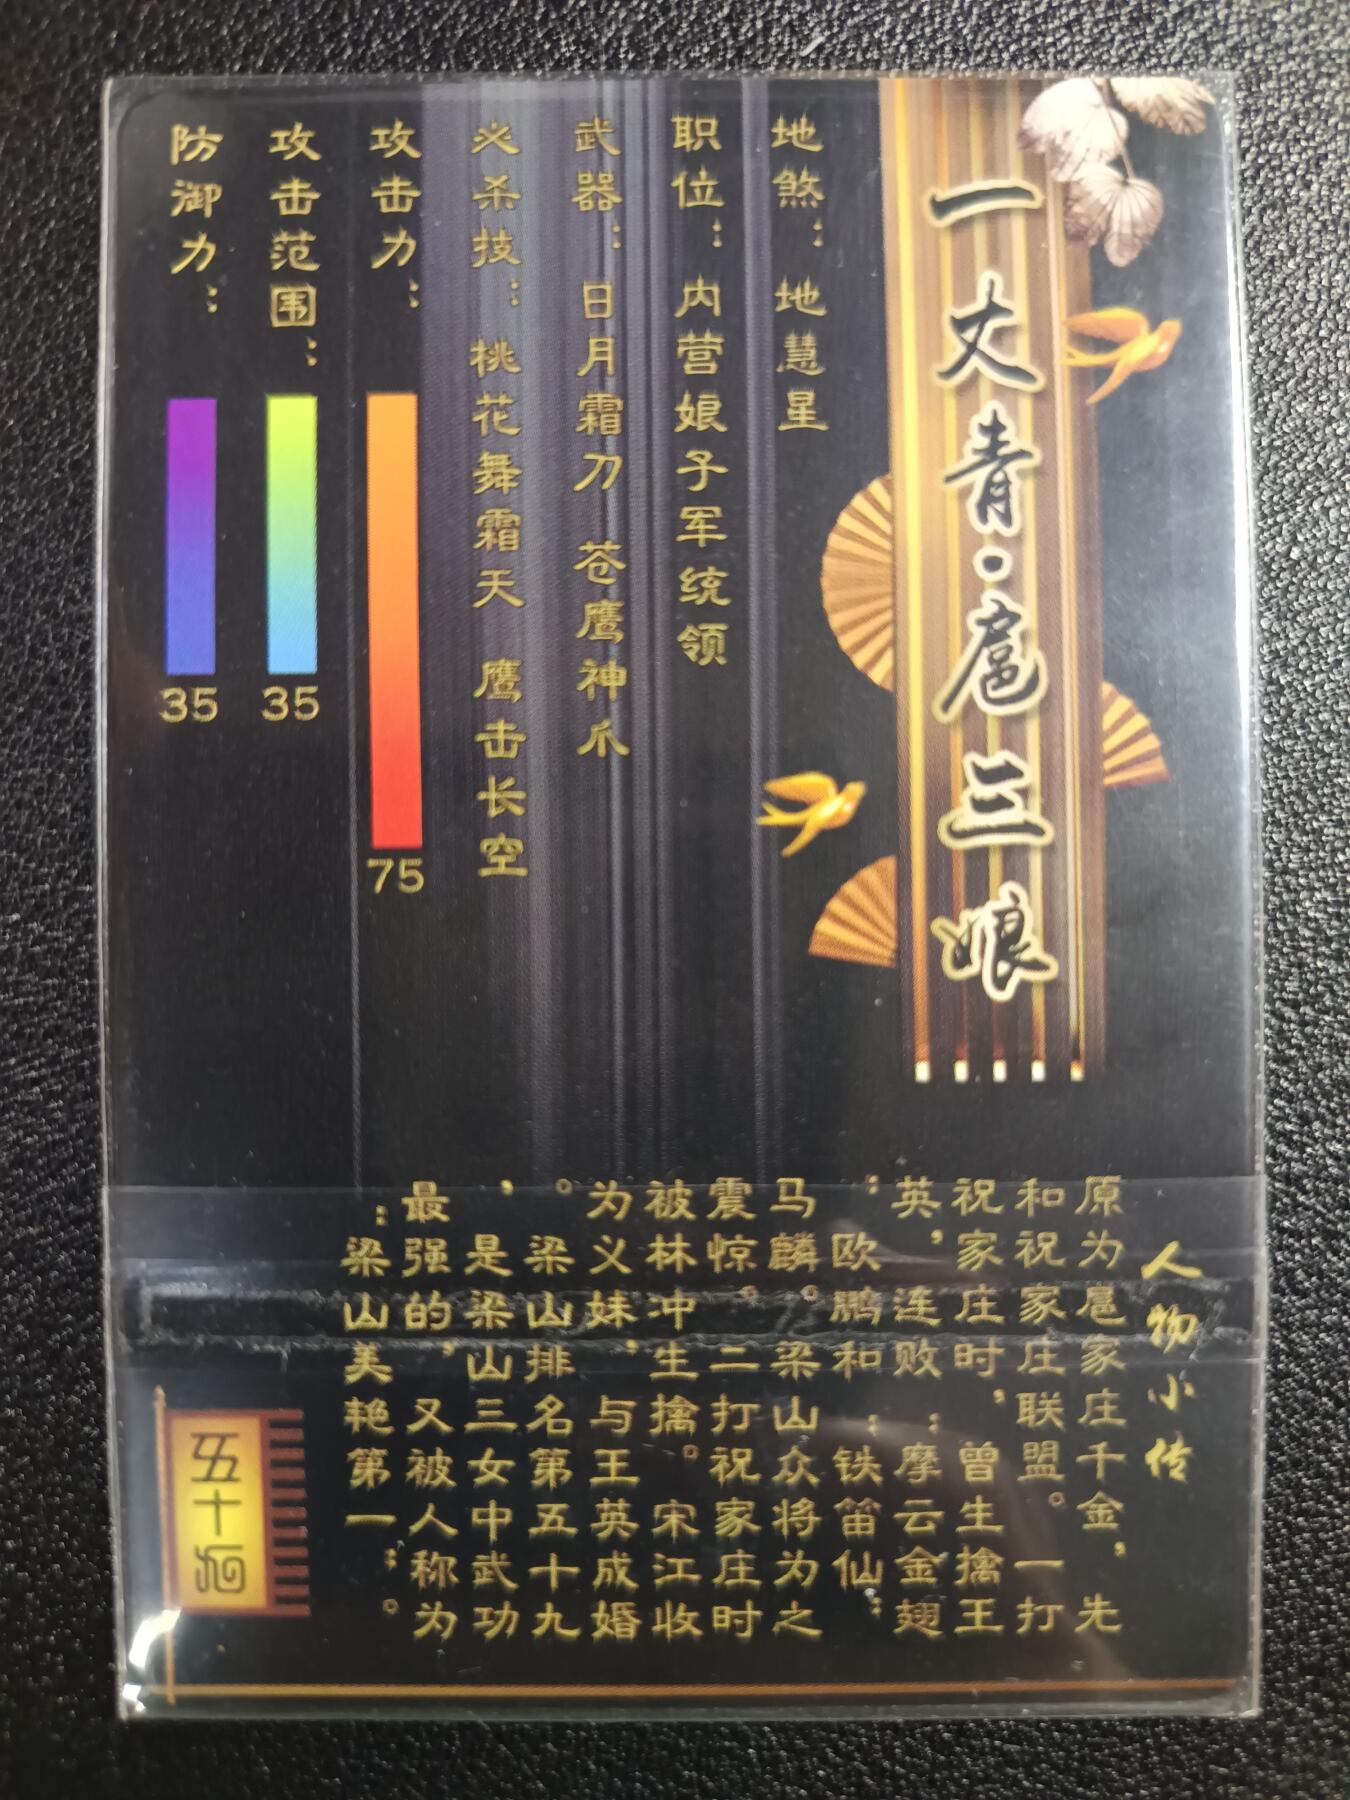 一丈青·扈三娘
地煞：地慧星
职位：内营娘子军统领
武器：日月霜刀 苍鹰神爪
必杀技：桃花舞霜天 鹰击长空
攻击力：75
攻击范围：35
防御力：35
人物小传
原为扈家庄千金，先
和祝家庄联盟。一打
祝家庄时，曾生擒王
英，连败：摩云金翅
：欧鹏和：铁笛仙：
马麟。梁山众将为之
震惊。二打祝家庄时
被林冲生擒。宋江收
为义妹，与王英成婚
。梁山排名第五十九
，是梁山三女中武功
最强的，又被人称为
：梁山美艳第一：。
五十